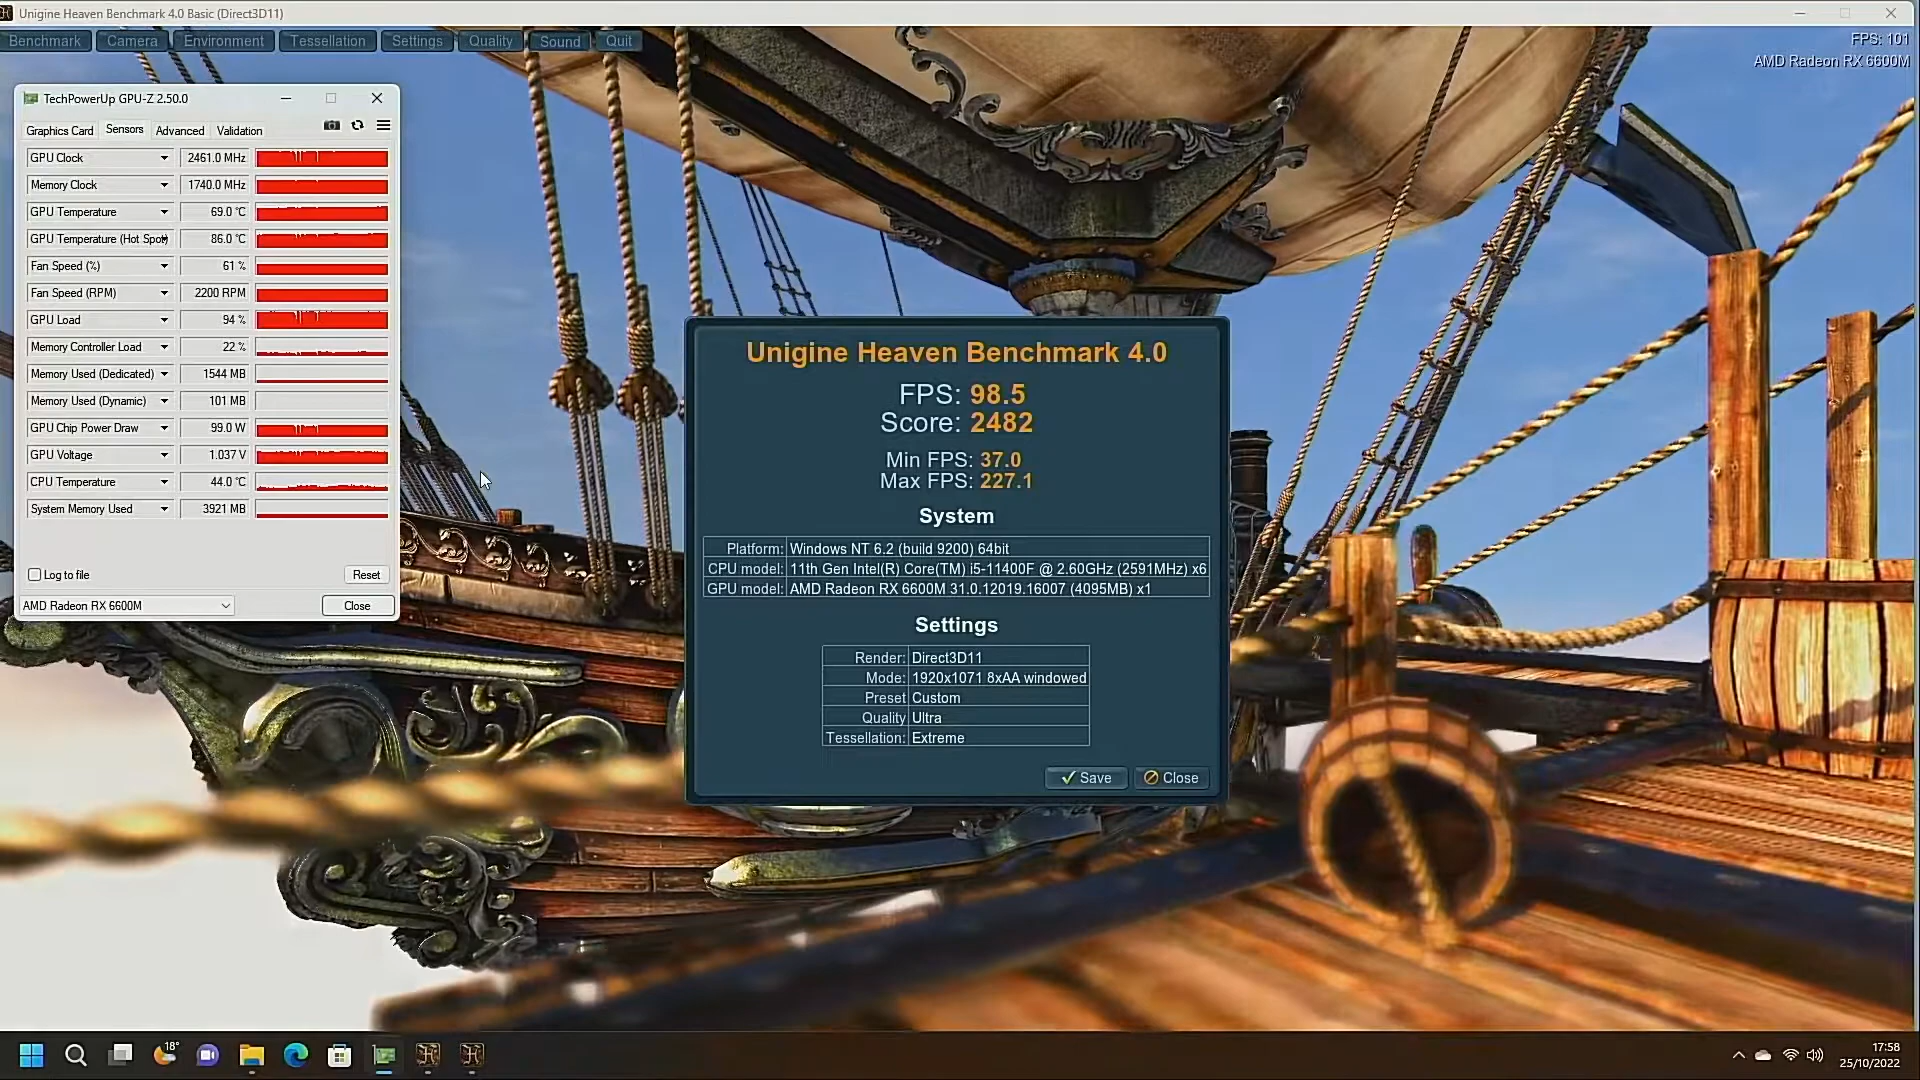 Unigine Heaven Benchmark 4.0 Basic (Direct3D11)
Benchmark Camera Environment Tessellation Settings Quality Sound Quit
FPS: 101
AMD Radeon RX 6600M
TechPowerUp GPU-Z 2.50.0
Graphics Card Sensors Advanced Validation
GPU Clock 2461.0 MHz
Memory Clock 1740.0 MHz
GPU Temperature 69.0 °C
GPU Temperature (Hot Spot) 86.0 °C
Fan Speed (%) 61 %
Fan Speed (RPM) 2200 RPM
GPU Load 94 %
Memory Controller Load 22 %
Memory Used (Dedicated) 1544 MB
Memory Used (Dynamic) 101 MB
GPU Chip Power Draw 99.0 W
GPU Voltage 1.037 V
CPU Temperature 44.0 °C
System Memory Used 3921 MB
Log to file Reset
AMD Radeon RX 6600M Close
Unigine Heaven Benchmark 4.0
FPS: 98.5
Score: 2482
Min FPS: 37.0
Max FPS: 227.1
System
Platform: Windows NT 6.2 (build 9200) 64bit
CPU model: 11th Gen Intel(R) Core(TM) i5-11400F @ 2.60GHz (2591MHz) x6
GPU model: AMD Radeon RX 6600M 31.0.12019.16007 (4095MB) x1
Settings
Render: Direct3D11
Mode: 1920x1071 8xAA windowed
Preset Custom
Quality Ultra
Tessellation: Extreme
Save Close
18°
17:58
25/10/2022